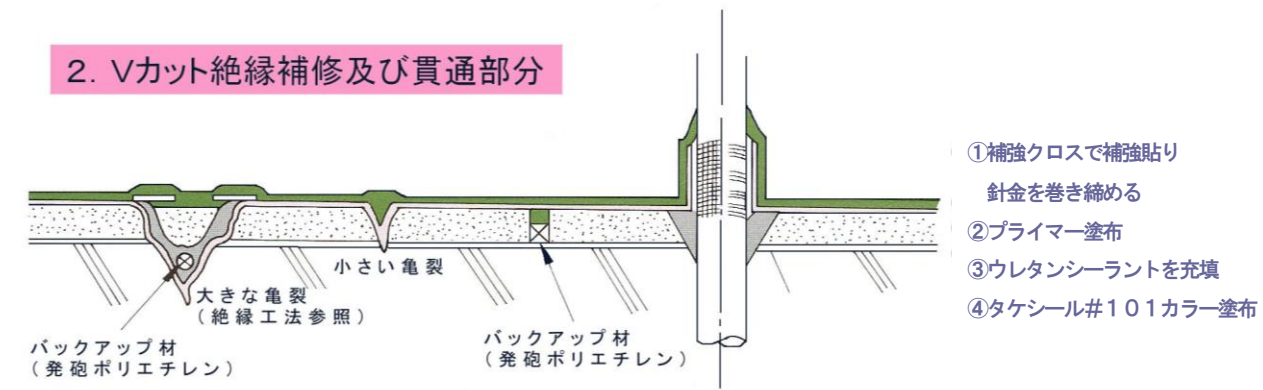 2. Vカット絶縁補修及び貫通部分
小さい亀裂
大きな亀裂
(絶縁工法参照)
バックアップ材
(発砲ポリエチレン)
バックアップ材
(発砲ポリエチレン)
①補強クロスで補強貼り
針金を巻き締める
②プライマー塗布
③ウレタンシーラントを充填
④タケシール#101カラー塗布